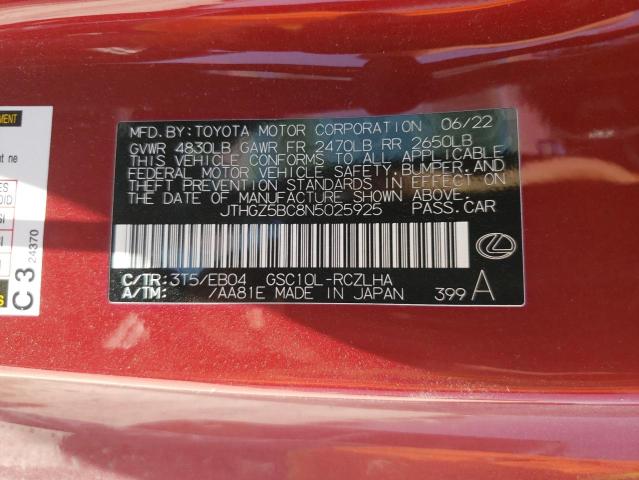 MFD.BY:TOYOTA MOTOR CORPORATION 06/22
GVWR 4830LB GAWR FR 2470LB RR 2650LB
THIS VEHICLE CONFORMS TO ALL APPLICABLE
FEDERAL MOTOR VEHICLE SAFETY,BUMPER,AND
THEFT PREVENTION STANDARDS IN EFFECT ON
THE DATE OF MANUFACTURE SHOWN ABOVE.
JTHGZ5BC8N5025925 PASS.CAR
C/TR:3T5/EB04 GSC10L-RCZLHA
A/TM: /AA81E MADE IN JAPAN 399 A
C 3 24370